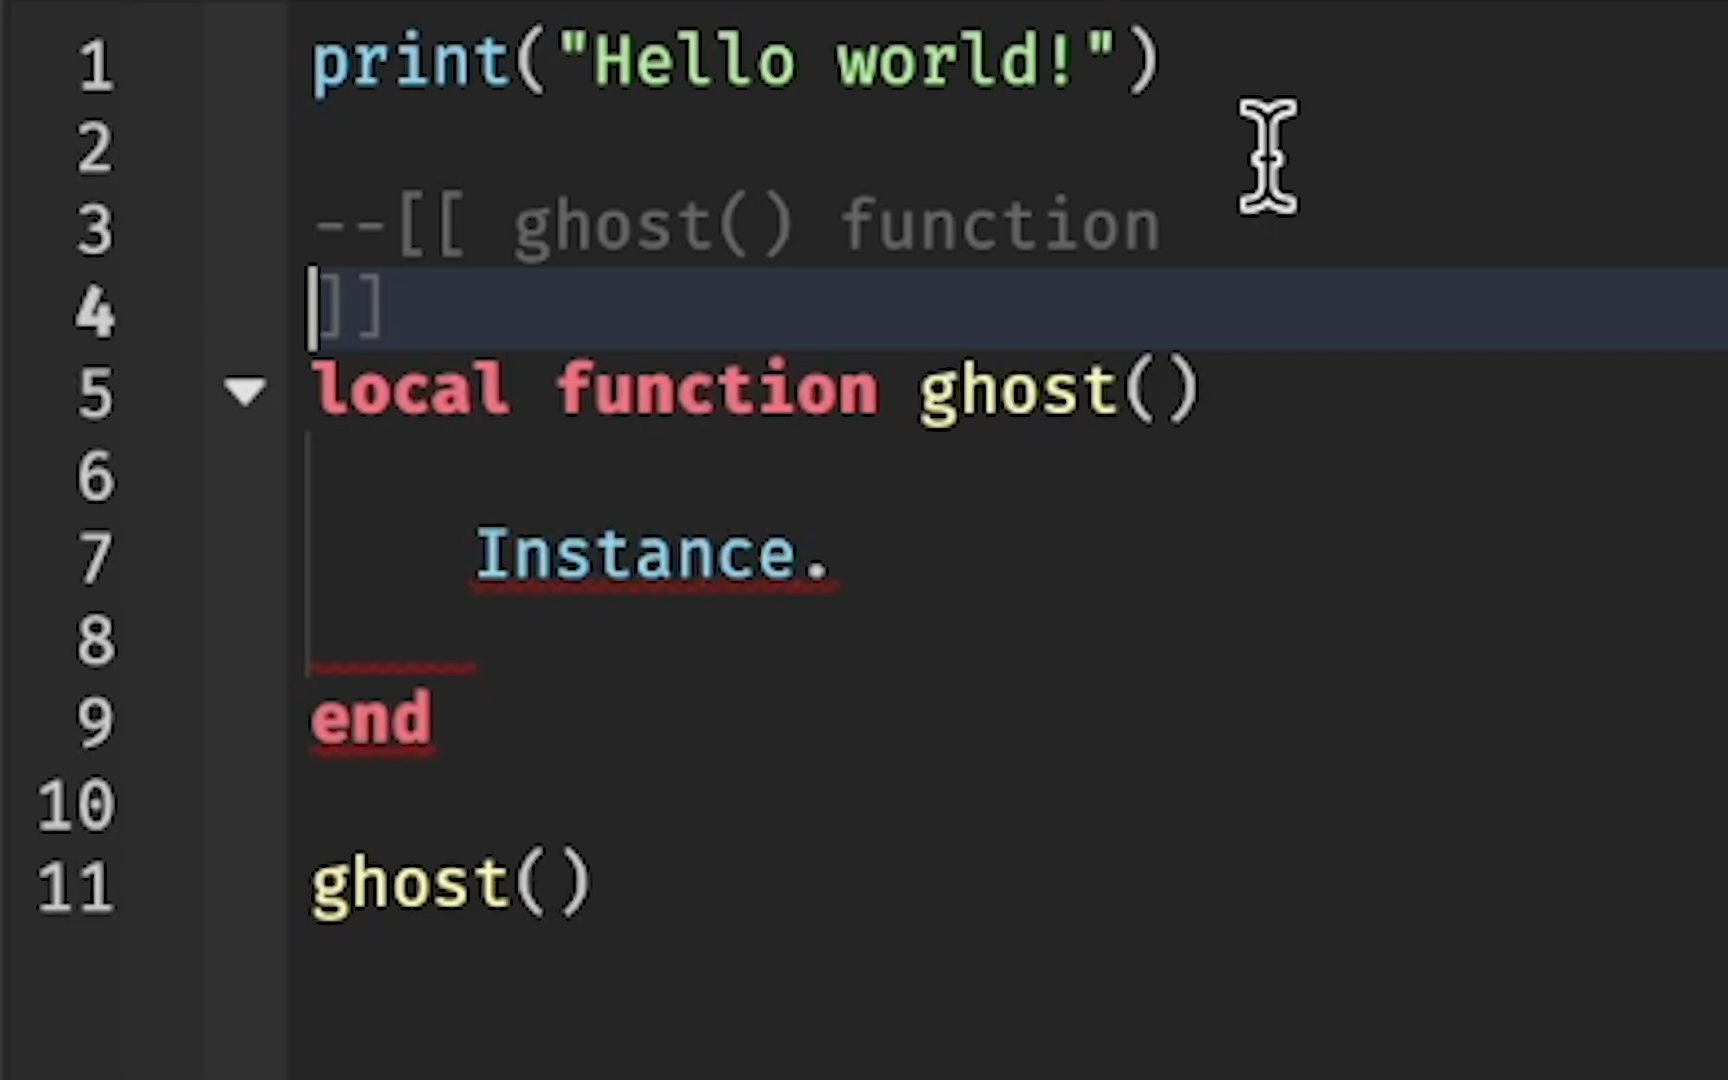 1 print("Hello world!")
2
3 --[[ ghost() function
4 ]]
5 local function ghost()
6
7 Instance.
8
9 end
10
11 ghost()